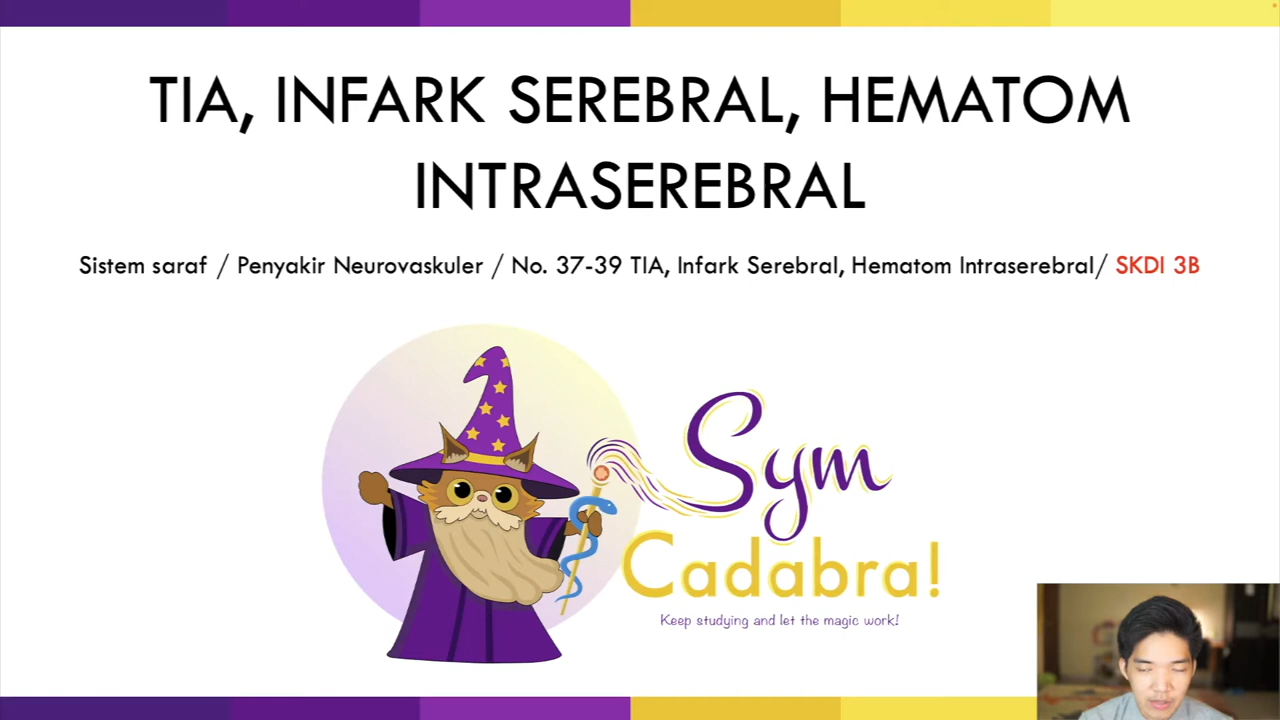 TIA, INFARK SEREBRAL, HEMATOM
INTRASEREBRAL
Sistem saraf / Penyakir Neurovaskuler / No. 37-39 TIA, Infark Serebral, Hematom Intraserebral/ SKDI 3B
Sym
Cadabra!
Keep studying and let the magic work!